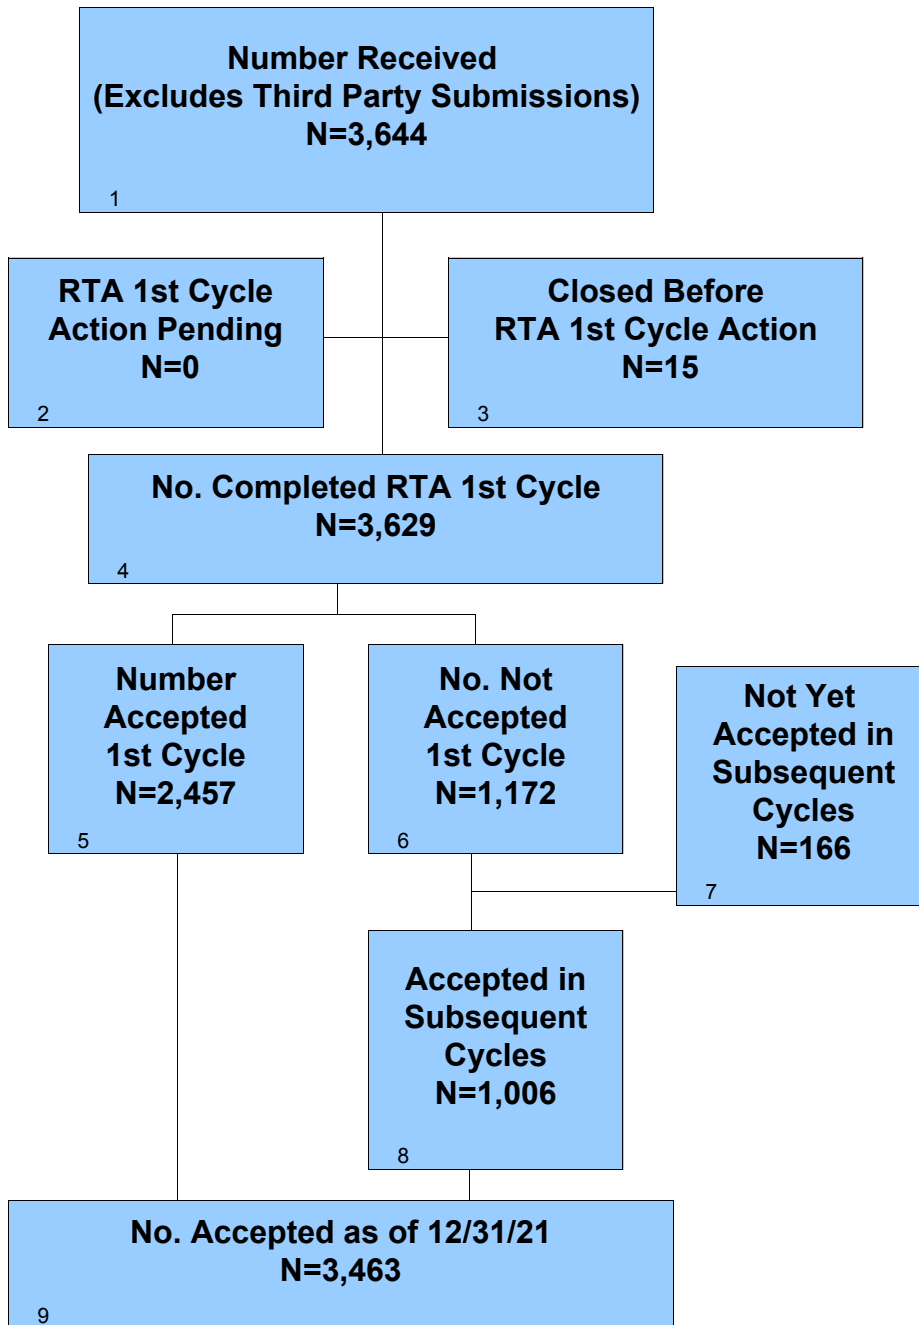 Number Received
(Excludes Third Party Submissions)
N=3,644
1
RTA 1st Cycle
Action Pending
N=0
2
Closed Before
RTA 1st Cycle Action
N=15
3
No. Completed RTA 1st Cycle
N=3,629
4
Number
Accepted
1st Cycle
N=2,457
5
No. Not
Accepted
1st Cycle
N=1,172
6
Not Yet
Accepted in
Subsequent
Cycles
N=166
7
Accepted in
Subsequent
Cycles
N=1,006
8
No. Accepted as of 12/31/21
N=3,463
9